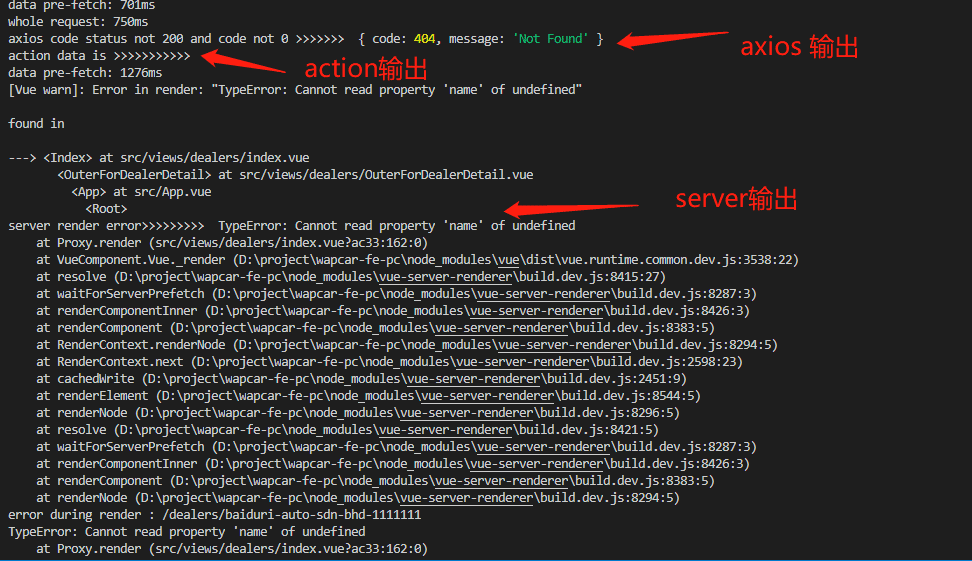 data pre-fetch: 701ms
whole request: 750ms
axios code status not 200 and code not 0 >>>>>>>  { code: 404, message: 'Not Found' }
axios 输出
action data is >>>>>>>>>>>
action输出
data pre-fetch: 1276ms
[Vue warn]: Error in render: "TypeError: Cannot read property 'name' of undefined"
found in
---> <Index> at src/views/dealers/index.vue
<OuterForDealerDetail> at src/views/dealers/OuterForDealerDetail.vue
<App> at src/App.vue
<Root>
server输出
server render error>>>>>>>>>  TypeError: Cannot read property 'name' of undefined
at Proxy.render (src/views/dealers/index.vue?ac33:162:0)
at VueComponent.Vue._render (D:\project\wapcar-fe-pc\node_modules\vue\dist\vue.runtime.common.dev.js:3538:22)
at resolve (D:\project\wapcar-fe-pc\node_modules\vue-server-renderer\build.dev.js:8415:27)
at waitForServerPrefetch (D:\project\wapcar-fe-pc\node_modules\vue-server-renderer\build.dev.js:8287:3)
at renderComponentInner (D:\project\wapcar-fe-pc\node_modules\vue-server-renderer\build.dev.js:8426:3)
at renderComponent (D:\project\wapcar-fe-pc\node_modules\vue-server-renderer\build.dev.js:8383:5)
at RenderContext.renderNode (D:\project\wapcar-fe-pc\node_modules\vue-server-renderer\build.dev.js:8294:5)
at RenderContext.next (D:\project\wapcar-fe-pc\node_modules\vue-server-renderer\build.dev.js:2598:23)
at cachedWrite (D:\project\wapcar-fe-pc\node_modules\vue-server-renderer\build.dev.js:2451:9)
at renderElement (D:\project\wapcar-fe-pc\node_modules\vue-server-renderer\build.dev.js:8544:5)
at renderNode (D:\project\wapcar-fe-pc\node_modules\vue-server-renderer\build.dev.js:8296:5)
at resolve (D:\project\wapcar-fe-pc\node_modules\vue-server-renderer\build.dev.js:8421:5)
at waitForServerPrefetch (D:\project\wapcar-fe-pc\node_modules\vue-server-renderer\build.dev.js:8287:3)
at renderComponentInner (D:\project\wapcar-fe-pc\node_modules\vue-server-renderer\build.dev.js:8426:3)
at renderComponent (D:\project\wapcar-fe-pc\node_modules\vue-server-renderer\build.dev.js:8383:5)
at renderNode (D:\project\wapcar-fe-pc\node_modules\vue-server-renderer\build.dev.js:8294:5)
error during render : /dealers/baiduri-auto-sdn-bhd-1111111
TypeError: Cannot read property 'name' of undefined
at Proxy.render (src/views/dealers/index.vue?ac33:162:0)